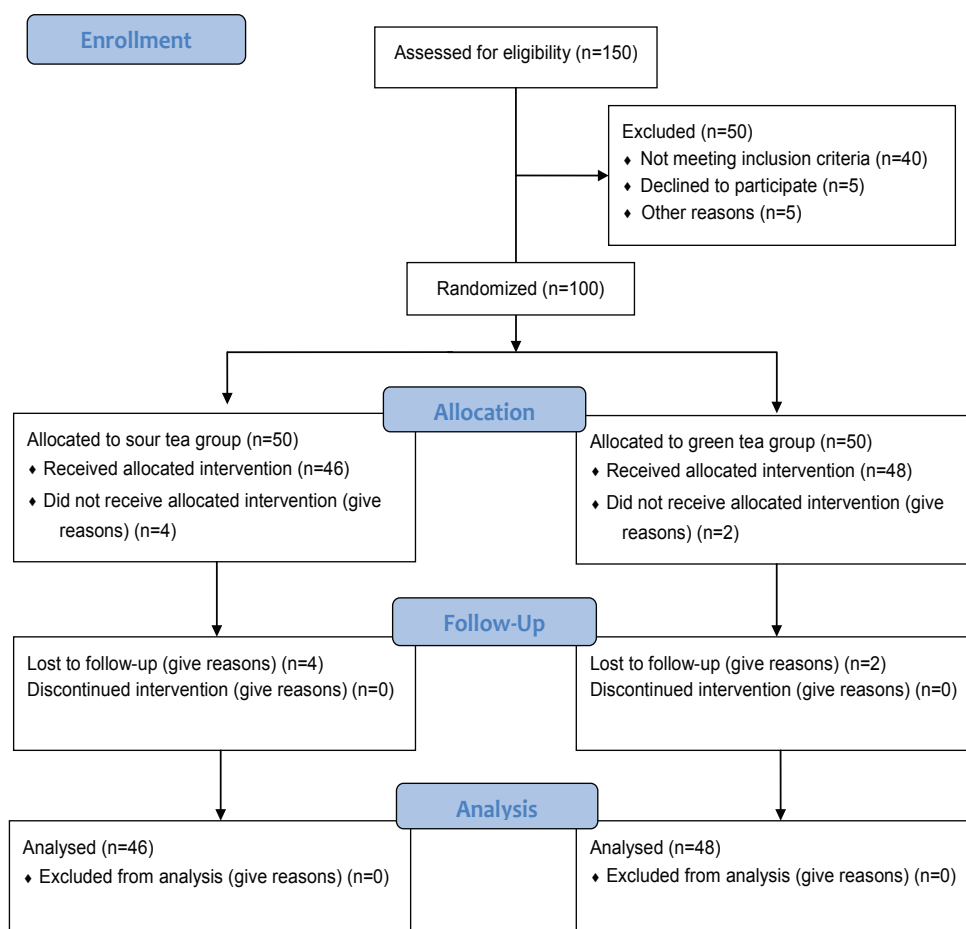 Enrollment
Assessed for eligibility (n=150)
Excluded (n=50)
♦ Not meeting inclusion criteria (n=40)
♦ Declined to participate (n=5)
♦ Other reasons (n=5)
Randomized (n=100)
Allocation
Allocated to sour tea group (n=50)
♦ Received allocated intervention (n=46)
♦ Did not receive allocated intervention (give
reasons) (n=4)
Allocated to green tea group (n=50)
♦ Received allocated intervention (n=48)
♦ Did not receive allocated intervention (give
reasons) (n=2)
Follow-Up
Lost to follow-up (give reasons) (n=4)
Discontinued intervention (give reasons) (n=0)
Lost to follow-up (give reasons) (n=2)
Discontinued intervention (give reasons) (n=0)
Analysis
Analysed (n=46)
♦ Excluded from analysis (give reasons) (n=0)
Analysed (n=48)
♦ Excluded from analysis (give reasons) (n=0)